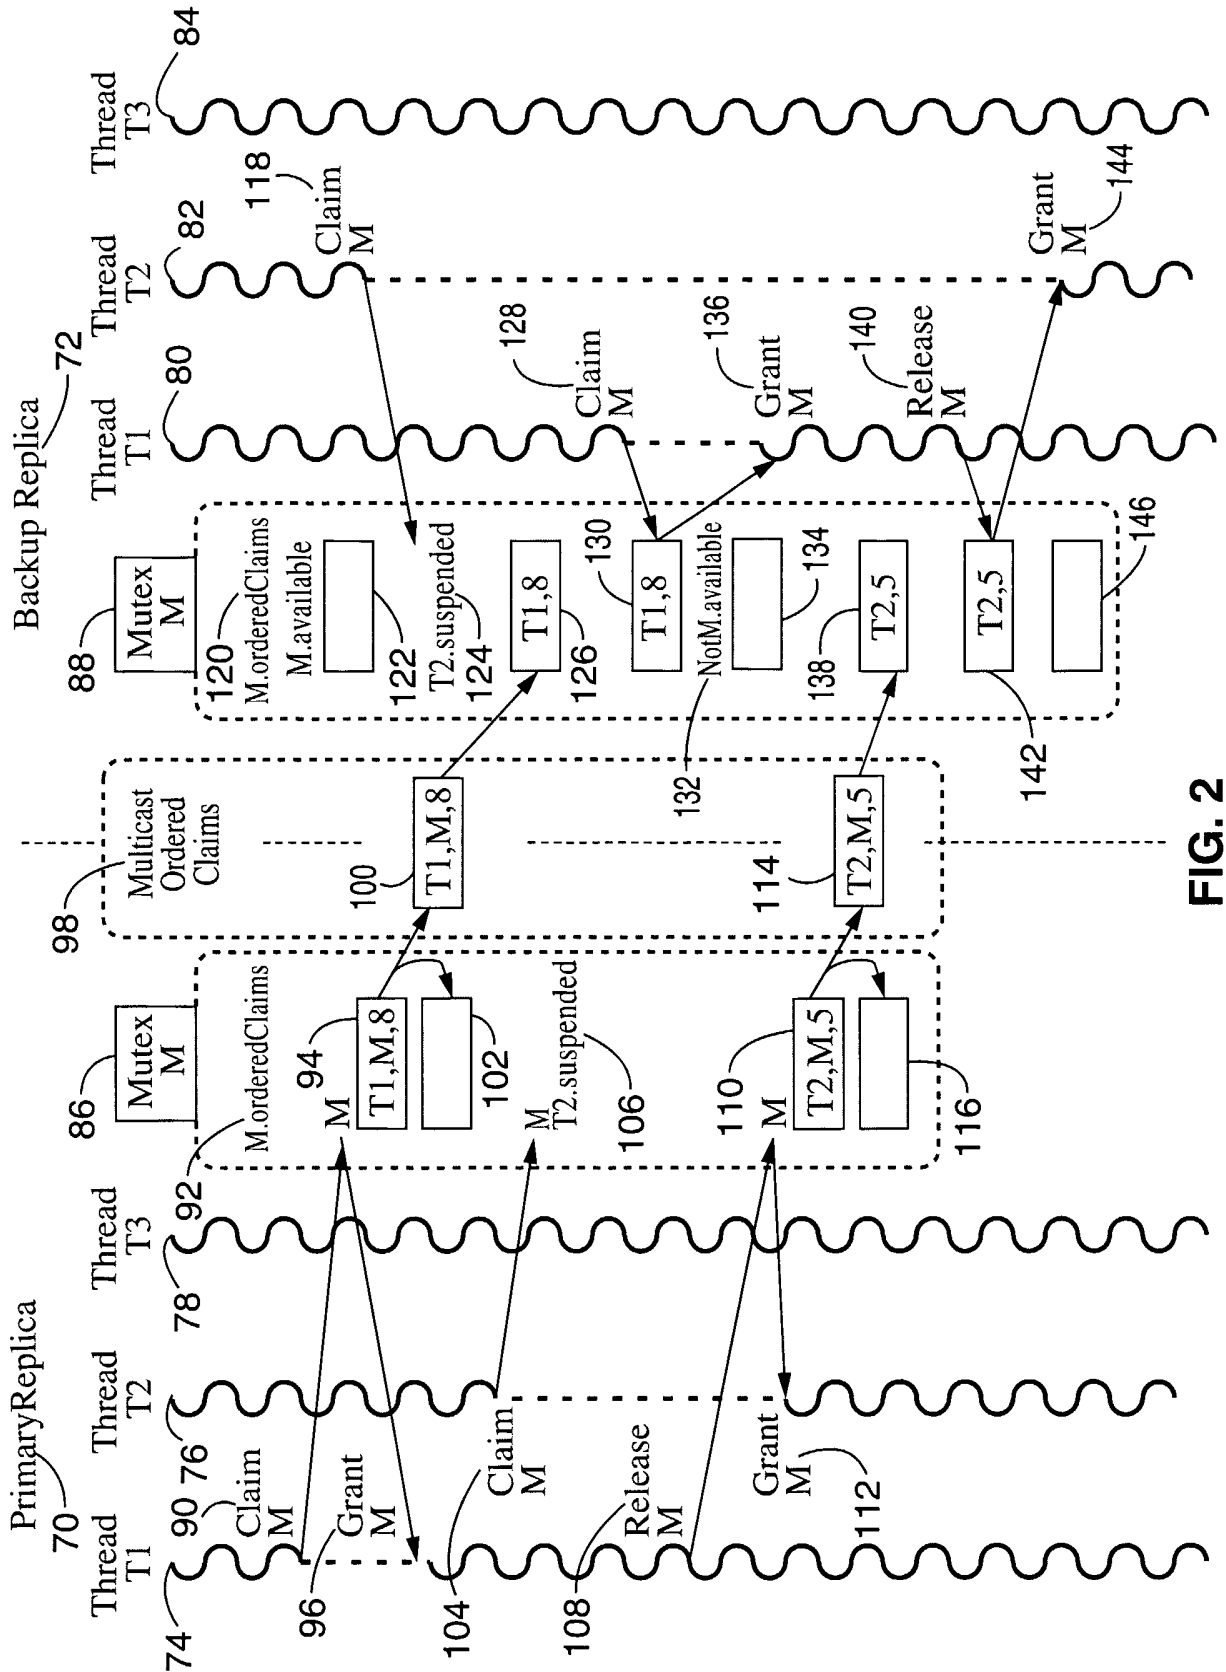 PrimaryReplica
70
Backup Replica
72
Thread
T1
74
Thread
T2
76
Thread
T3
78
Mutex
M
86
98
Multicast
Ordered
Claims
Mutex
M
88
Thread
T1
80
Thread
T2
82
Thread
T3
84
90
Claim
M
96
Grant
M
92
M.orderedClaims
M
94
T1,M,8
102
100
T1,M,8
104
Claim
M
M
T2.suspended
106
108
Release
M
110
M
T2,M,5
116
114
T2,M,5
Grant
M
112
120
M.orderedClaims
M.available
122
118
Claim
M
T2.suspended
124
T1,8
126
128
Claim
M
130
T1,8
132
NotM.available
134
136
Grant
M
138
T2,5
140
Release
M
T2,5
142
Grant
M
144
146
FIG. 2